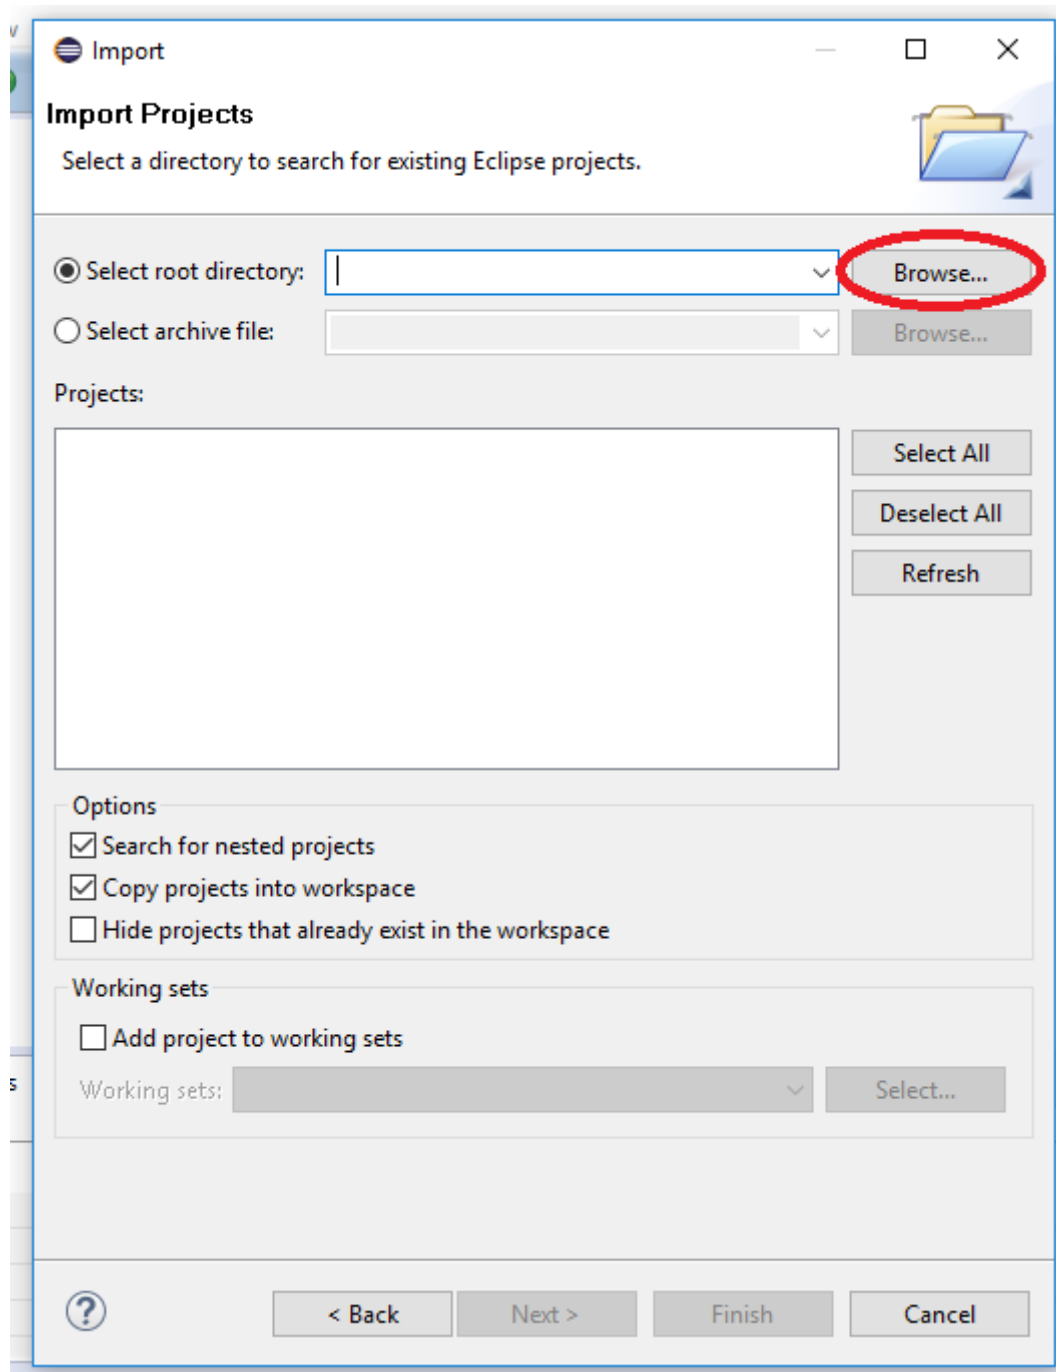 Import
Import Projects
Select a directory to search for existing Eclipse projects.
Select root directory: Browse...
Select archive file: Browse...
Projects:
Select All
Deselect All
Refresh
Options
Search for nested projects
Copy projects into workspace
Hide projects that already exist in the workspace
Working sets
Add project to working sets
Working sets: Select...
? < Back Next > Finish Cancel